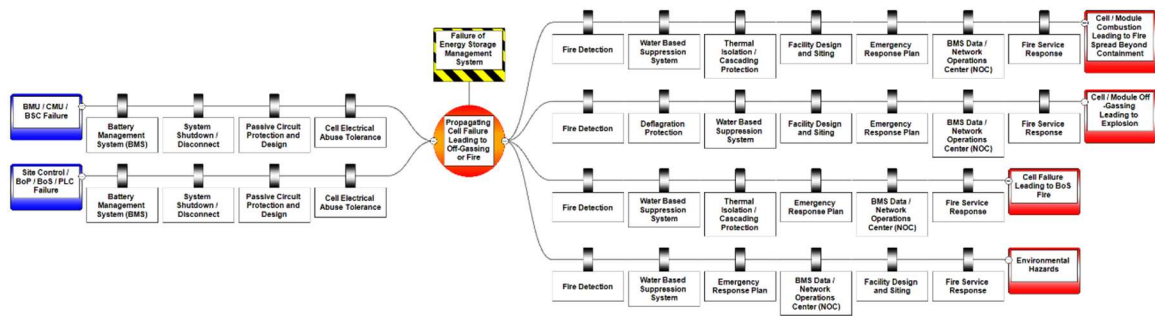 Failure of
Energy Storage
Management
System
Propagating
Cell Failure
Leading to
Off-Gassing
or Fire
BMU / CMU /
BSC Failure
Battery
Management
System (BMS)
System
Shutdown /
Disconnect
Passive Circuit
Protection and
Design
Cell Electrical
Abuse Tolerance
Site Control /
BoP / BoS / PLC
Failure
Battery
Management
System (BMS)
System
Shutdown /
Disconnect
Passive Circuit
Protection and
Design
Cell Electrical
Abuse Tolerance
Fire Detection
Water Based
Suppression
System
Thermal Isolation /
Cascading
Protection
Facility Design
and Siting
Emergency
Response Plan
BMS Data /
Network
Operations
Center (NOC)
Fire Service
Response
Cell / Module
Combustion
Leading to Fire
Spread Beyond
Containment
Fire Detection
Deflagration
Protection
Water Based
Suppression
System
Facility Design
and Siting
Emergency
Response Plan
BMS Data /
Network
Operations
Center (NOC)
Fire Service
Response
Cell / Module Off
-Gassing
Leading to
Explosion
Fire Detection
Water Based
Suppression
System
Thermal
Isolation /
Cascading
Protection
Emergency
Response Plan
BMS Data /
Network
Operations
Center (NOC)
Fire Service
Response
Cell Failure
Leading to BoS
Fire
Fire Detection
Water Based
Suppression
System
Emergency
Response Plan
BMS Data /
Network
Operations
Center (NOC)
Facility Design
and Siting
Fire Service
Response
Environmental
Hazards